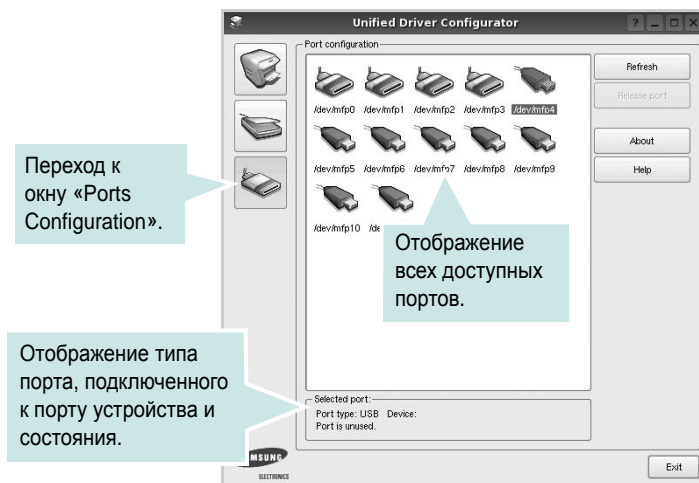 Unified Driver Configurator
Port configuration
/dev/mfp0 /dev/mfp1 /dev/mfp2 /dev/mfp3 /dev/mfp4
/dev/mfp5 /dev/mfp6 /dev/mfp7 /dev/mfp8 /dev/mfp9
/dev/mfp10
Refresh
Release port
About
Help
Переход к
окну «Ports
Configuration».
Отображение
всех доступных
портов.
Отображение типа
порта, подключенного
к порту устройства и
состояния.
Selected port:
Port type: USB Device:
Port is unused.
MSUNG
ELECTRONICS
Exit